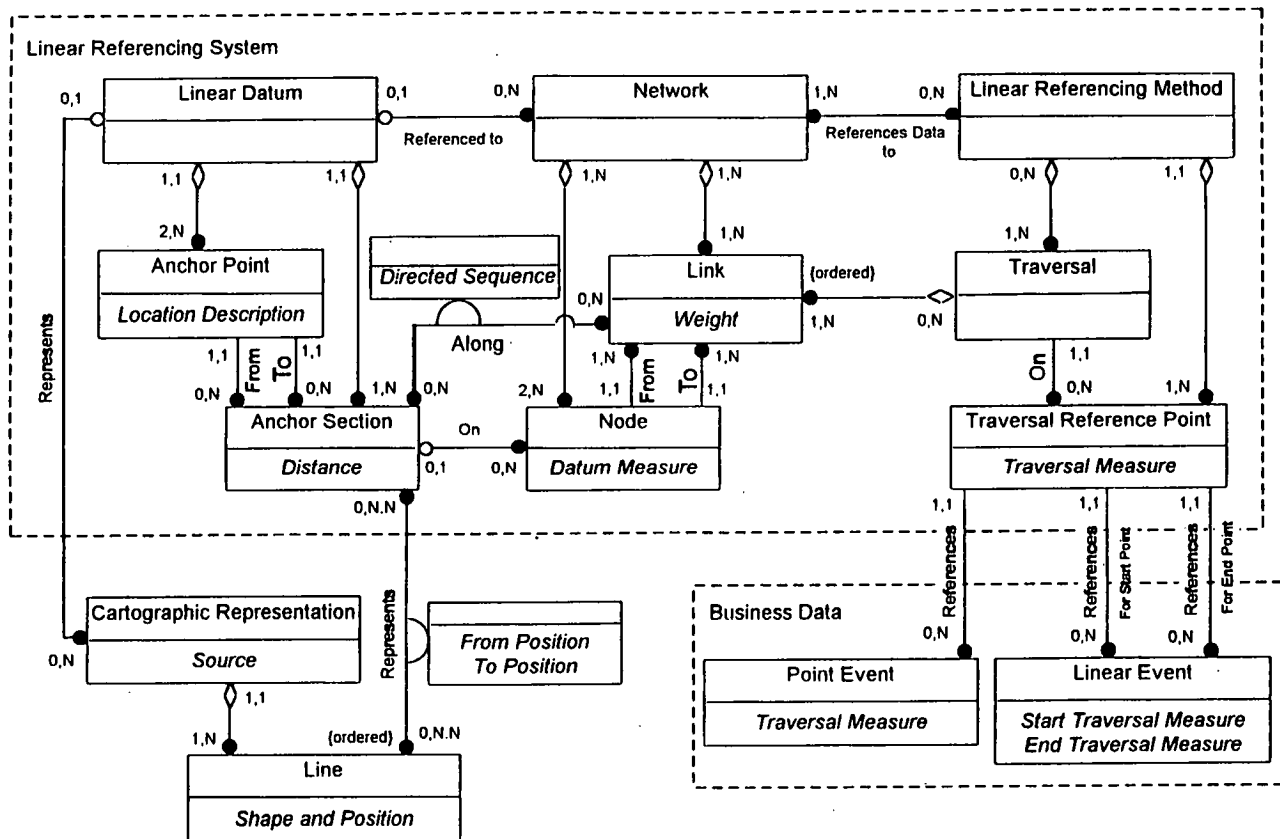 Linear Referencing System
0,1
Linear Datum
0,1
0,N
Network
1,N
0,N
Linear Referencing Method
Referenced to
References Data
to
1,1
1,1
1,N
1,N
0,N
1,1
2,N
1,N
1,N
Anchor Point
Location Description
Directed Sequence
Link
Weight
{ordered}
Traversal
0,N
1,N
0,N
Along
Represents
1,1
From
To
1,1
1,N
1,N
1,1
From
To
1,1
On
1,1
0,N
0,N
1,N
0,N
2,N
0,N
1,N
Anchor Section
Distance
On
0,1
0,N
Node
Datum Measure
Traversal Reference Point
Traversal Measure
0,N.N
1,1
1,1
1,1
References
References
For Start Point
References
For End Point
Cartographic Representation
Source
0,N
Represents
From Position
To Position
Business Data
0,N
0,N
0,N
1,1
1,N
{ordered}
0,N.N
Point Event
Traversal Measure
Linear Event
Start Traversal Measure
End Traversal Measure
Line
Shape and Position